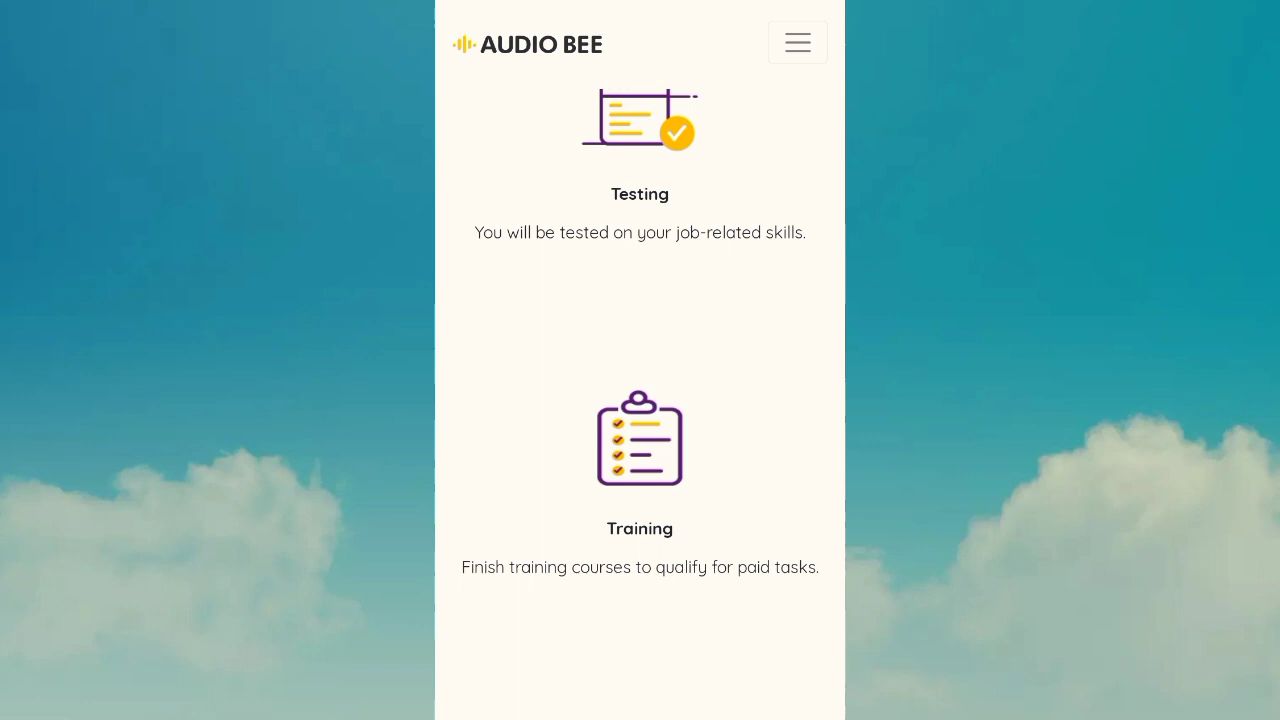 AUDIO BEE
Testing
You will be tested on your job-related skills.
Training
Finish training courses to qualify for paid tasks.